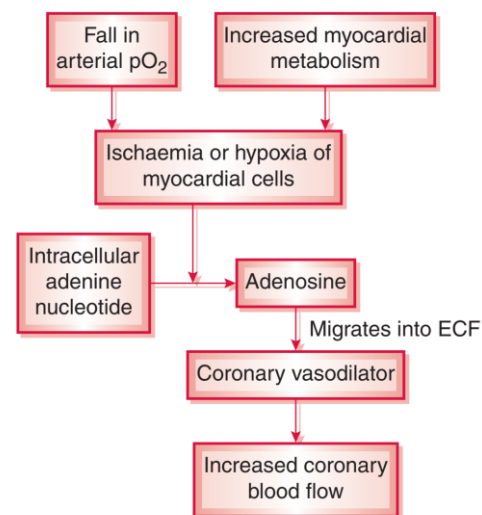 Fall in
arterial pO₂
Increased myocardial
metabolism
Ischaemia or hypoxia of
myocardial cells
Intracellular
adenine
nucleotide
Adenosine
Migrates into ECF
Coronary vasodilator
Increased coronary
blood flow